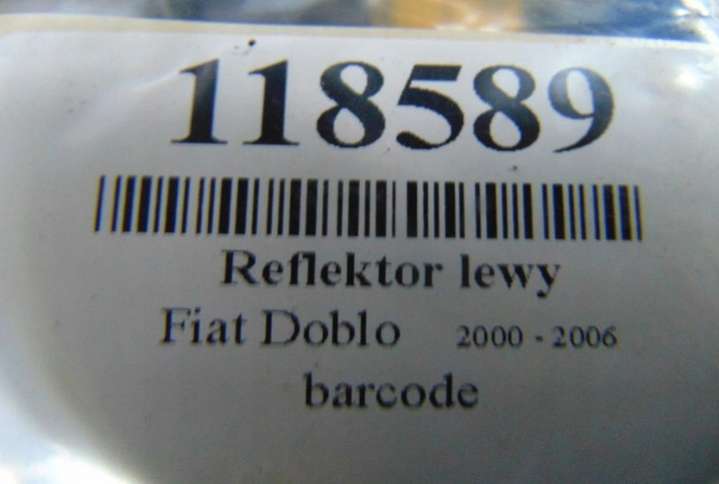 118589
Reflektor lewy
Fiat Doblo 2000 - 2006
barcode